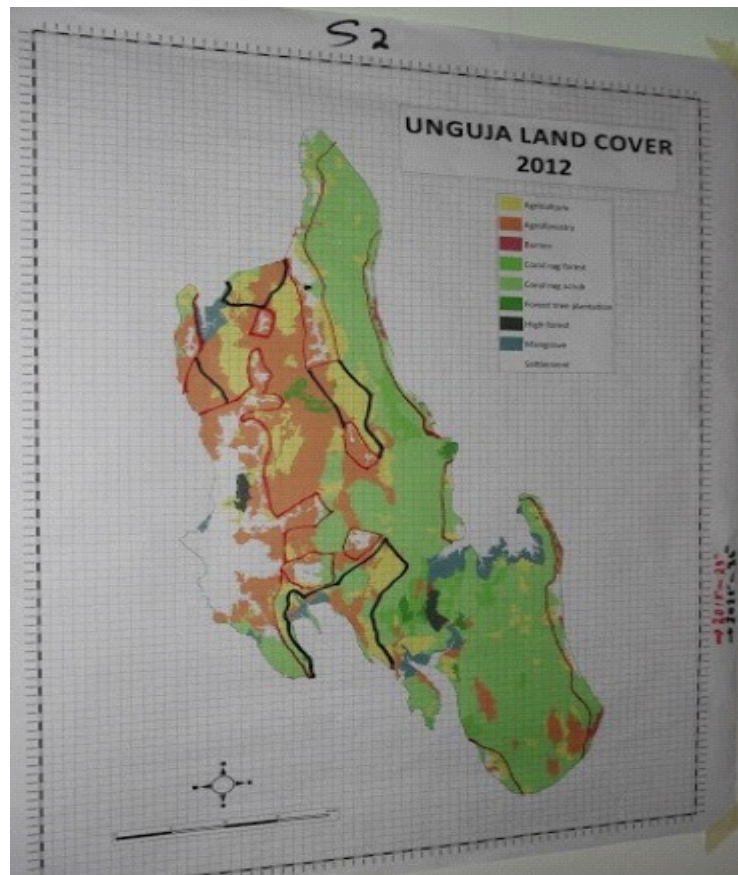 S2
UNGUJA LAND COVER
2012
Agriculture
Agroforestry
Barren
Coral rag forest
Coral rag scrub
Forest tree plantation
High forest
Mangrove
Settlement